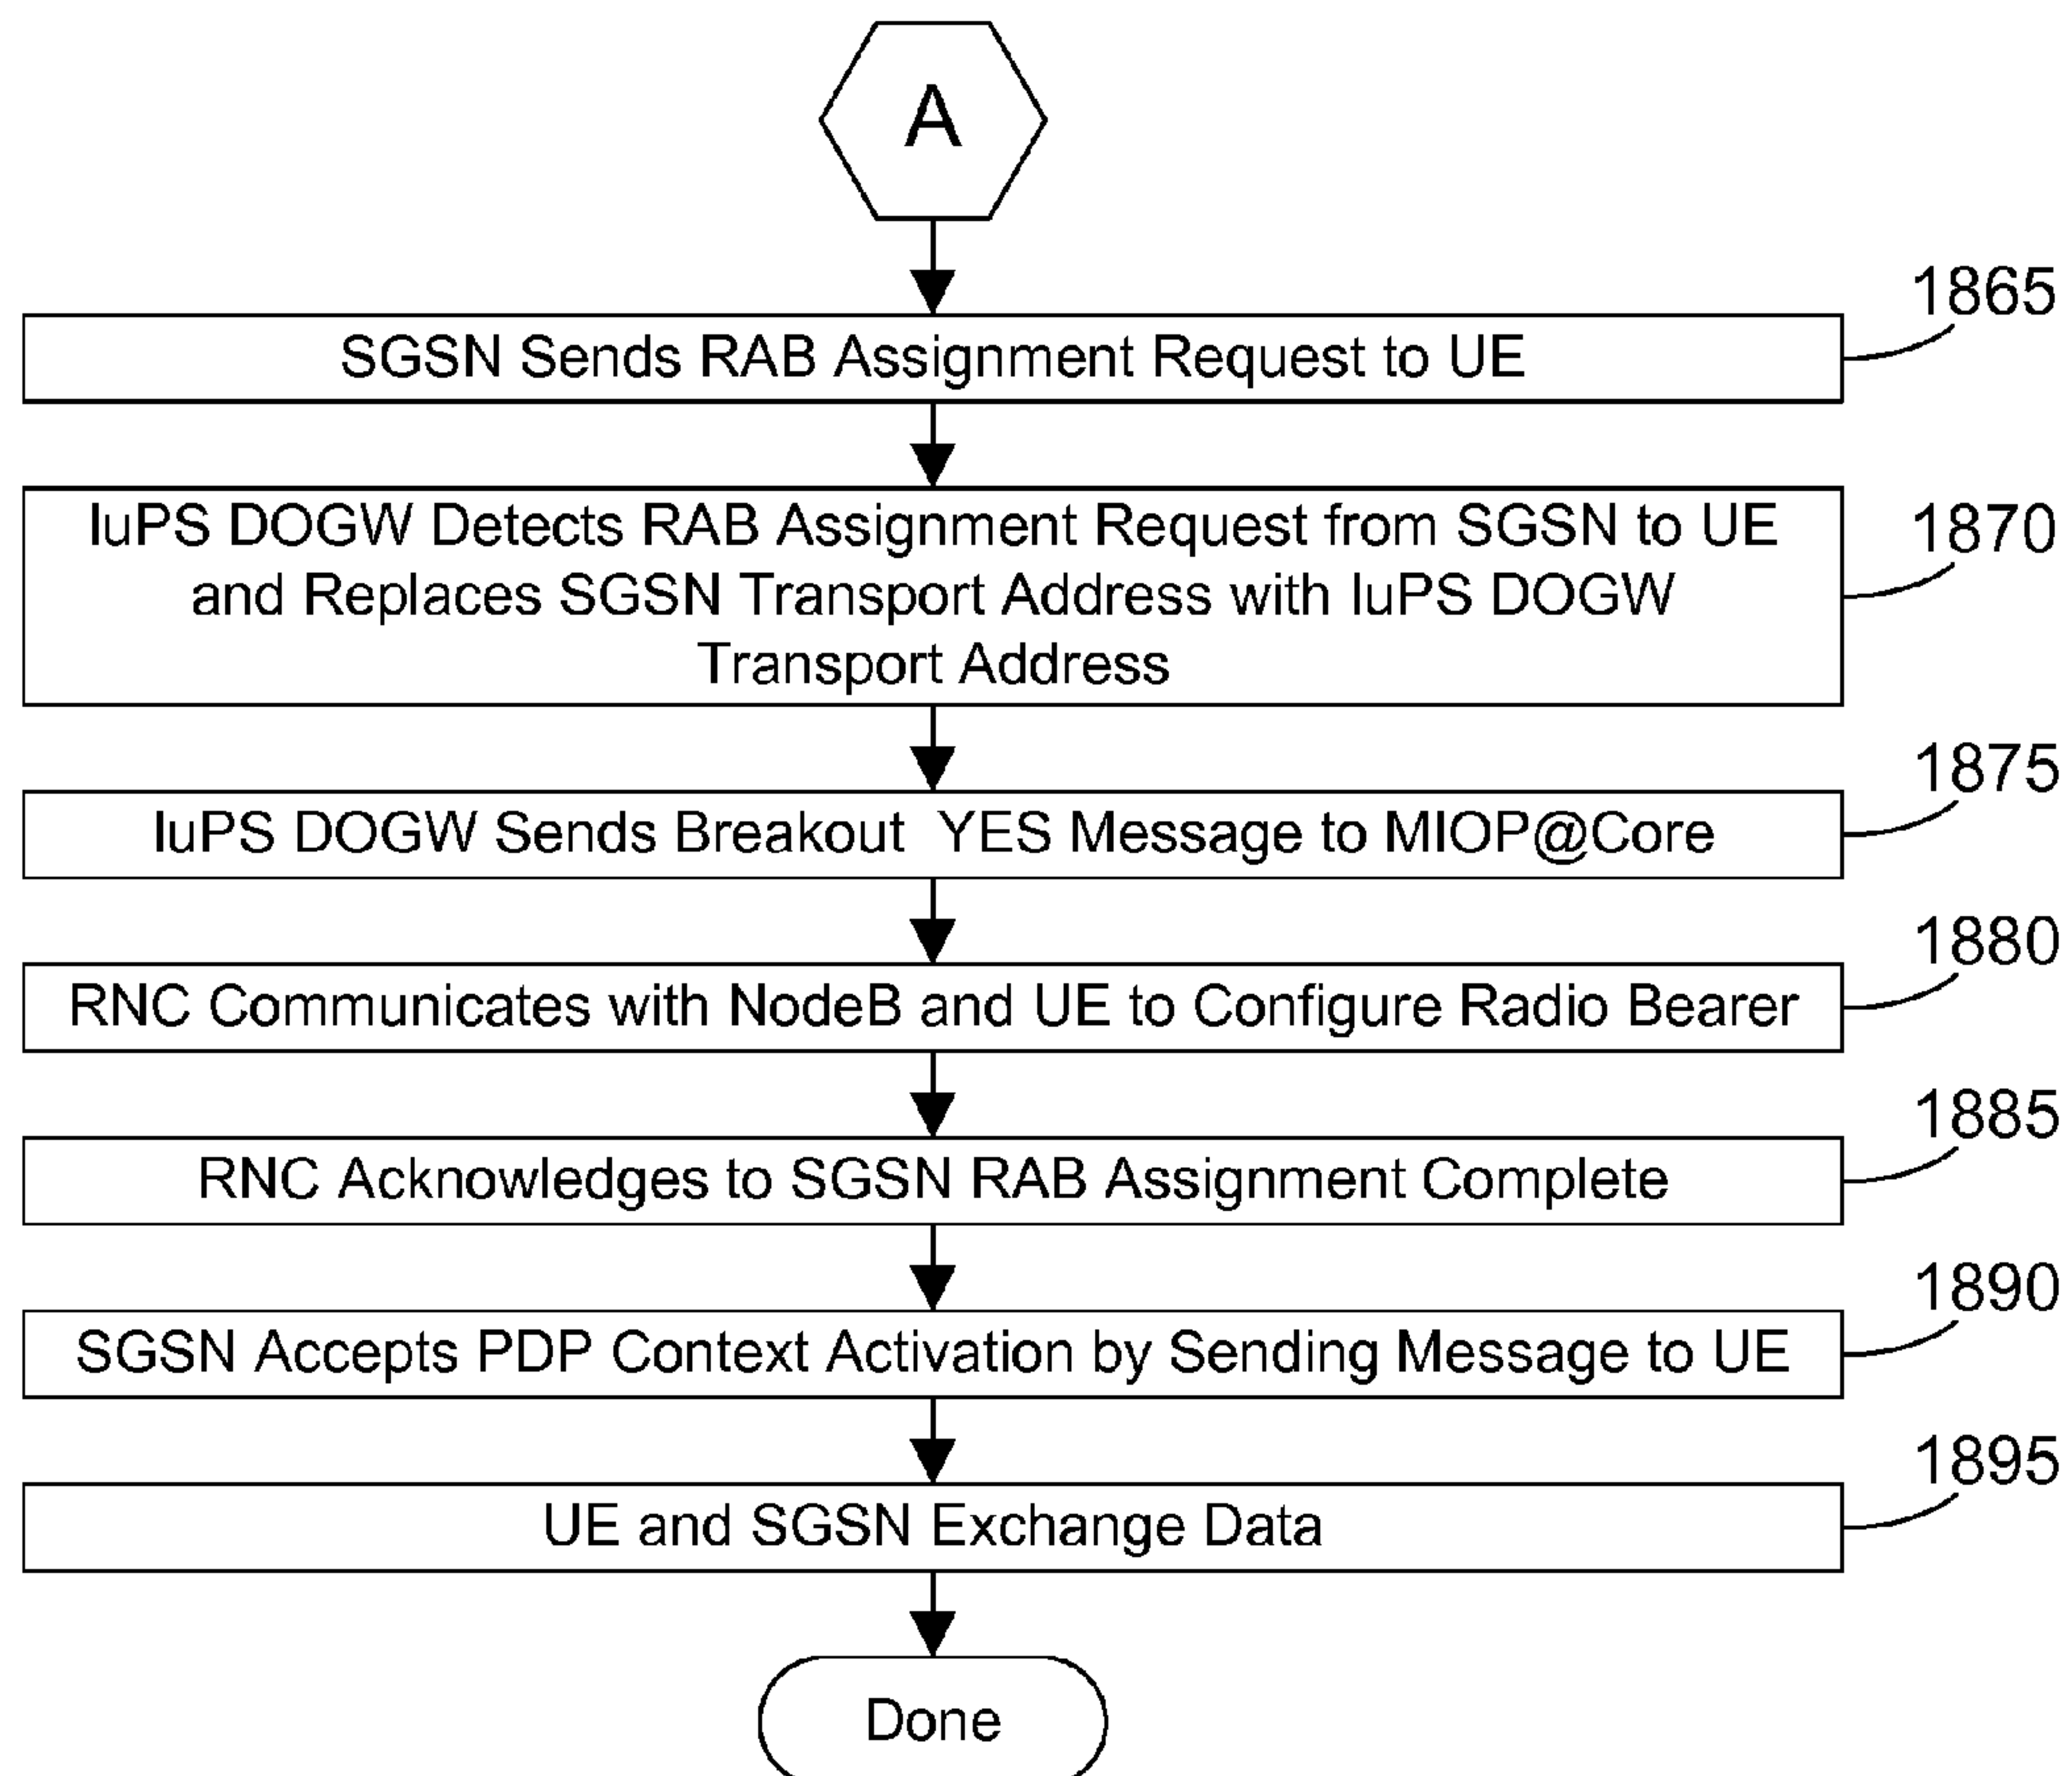 A
1865
SGSN Sends RAB Assignment Request to UE
1870
IuPS DOGW Detects RAB Assignment Request from SGSN to UE
and Replaces SGSN Transport Address with IuPS DOGW
Transport Address
1875
IuPS DOGW Sends Breakout YES Message to MIOP@Core
1880
RNC Communicates with NodeB and UE to Configure Radio Bearer
1885
RNC Acknowledges to SGSN RAB Assignment Complete
1890
SGSN Accepts PDP Context Activation by Sending Message to UE
1895
UE and SGSN Exchange Data
Done